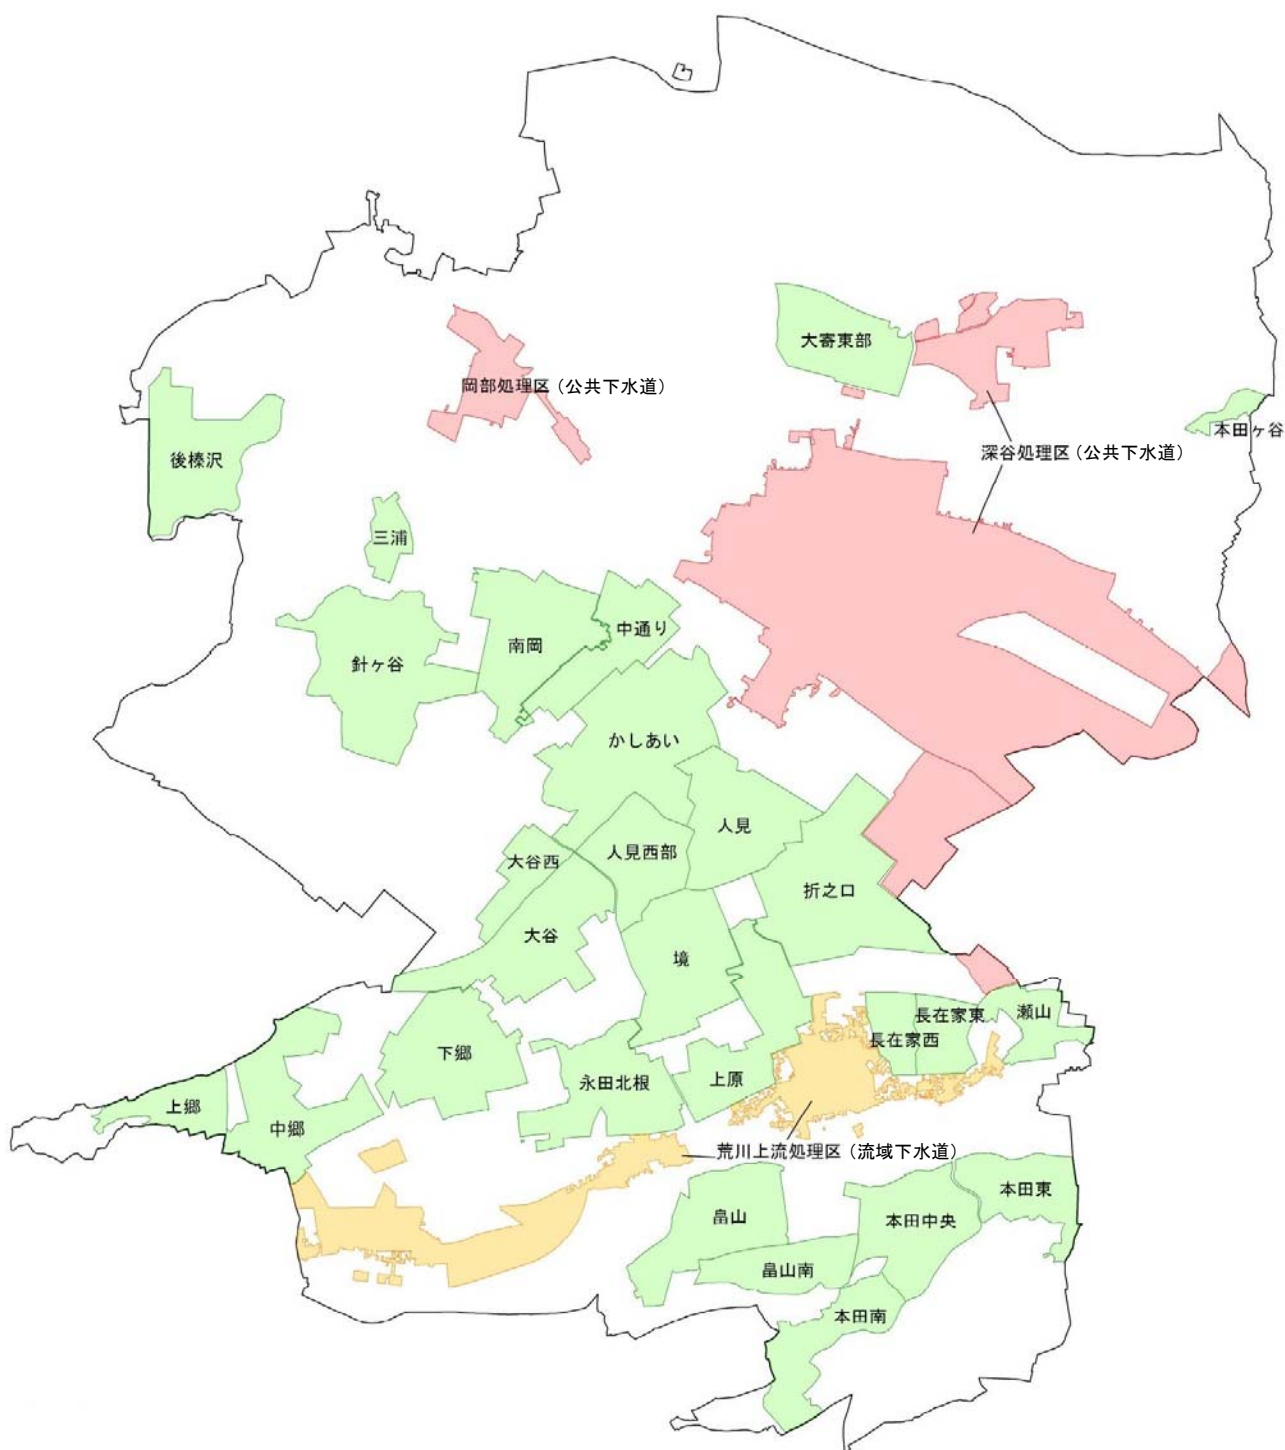 大寄東部
岡部処理区（公共下水道）
本田ヶ谷
深谷処理区（公共下水道）
後榛沢
三浦
中通り
南岡
針ヶ谷
かしあい
人見
人見西部
大谷西
折之口
大谷
境
瀬山
長在家東
長在家西
下郷
上原
永田北根
上郷
中郷
荒川上流処理区（流域下水道）
本田東
畠山
本田中央
畠山南
本田南